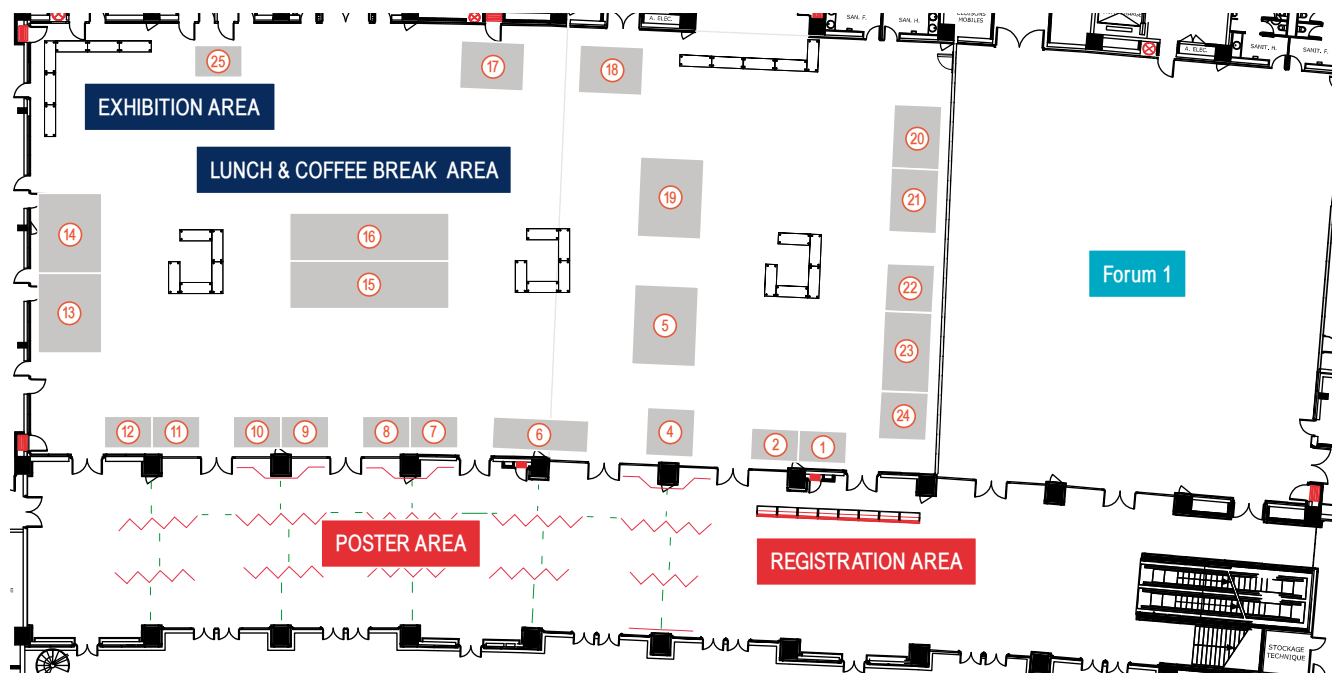 A. ELEC.
SAN. F.
SAN. H.
CLOISONS
MOBILES
A. ELEC.
SANIT. H.
SANIT. F.
25
17
18
EXHIBITION AREA
20
LUNCH & COFFEE BREAK AREA
19
21
14
16
Forum 1
15
22
13
5
23
12
11
10
9
8
7
6
4
2
1
24
POSTER AREA
REGISTRATION AREA
STOCKAGE
TECHNIQUE